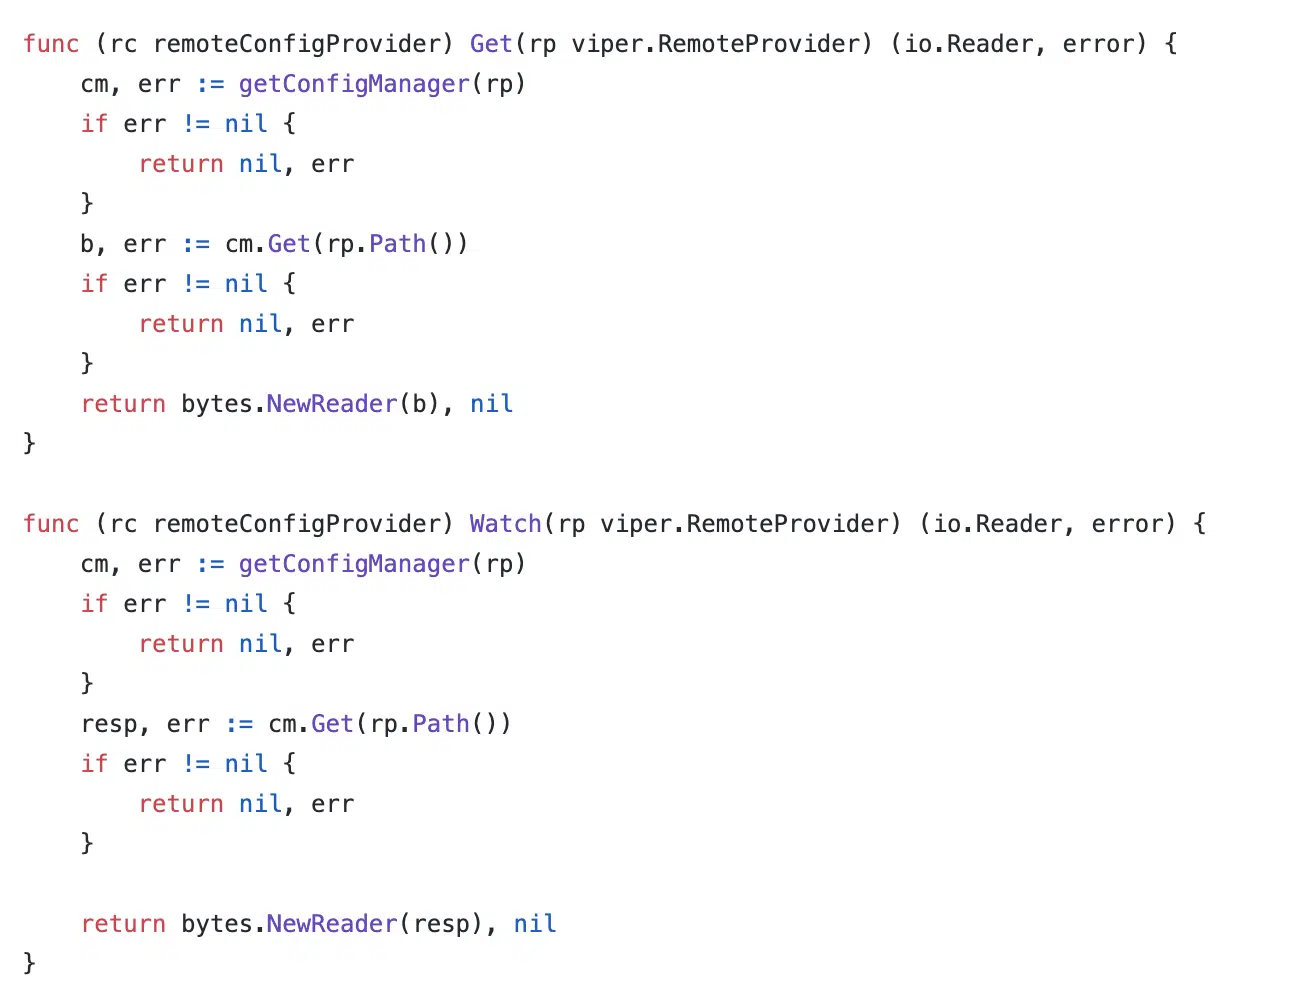 func (rc remoteConfigProvider) Get(rp viper.RemoteProvider) (io.Reader, error) {
    cm, err := getConfigManager(rp)
    if err != nil {
        return nil, err
    }
    b, err := cm.Get(rp.Path())
    if err != nil {
        return nil, err
    }
    return bytes.NewReader(b), nil
}

func (rc remoteConfigProvider) Watch(rp viper.RemoteProvider) (io.Reader, error) {
    cm, err := getConfigManager(rp)
    if err != nil {
        return nil, err
    }
    resp, err := cm.Get(rp.Path())
    if err != nil {
        return nil, err
    }

    return bytes.NewReader(resp), nil
}